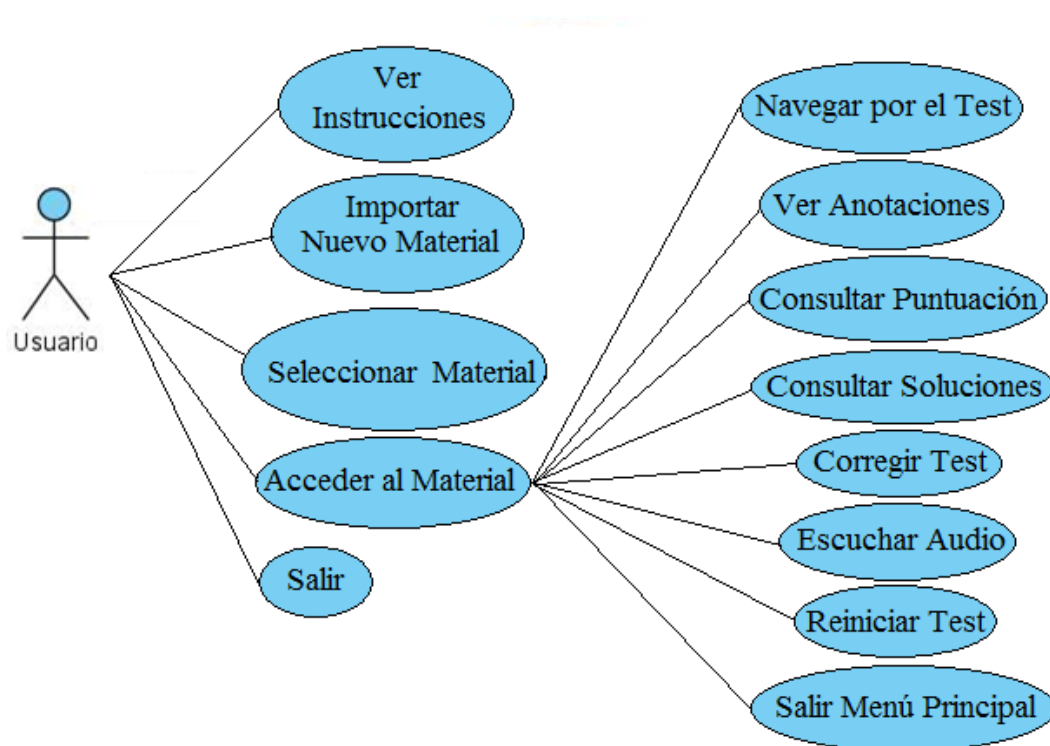 Ver
Instrucciones
Importar
Nuevo Material
Seleccionar Material
Acceder al Material
Salir
Usuario
Navegar por el Test
Ver Anotaciones
Consultar Puntuación
Consultar Soluciones
Corregir Test
Escuchar Audio
Reiniciar Test
Salir Menú Principal